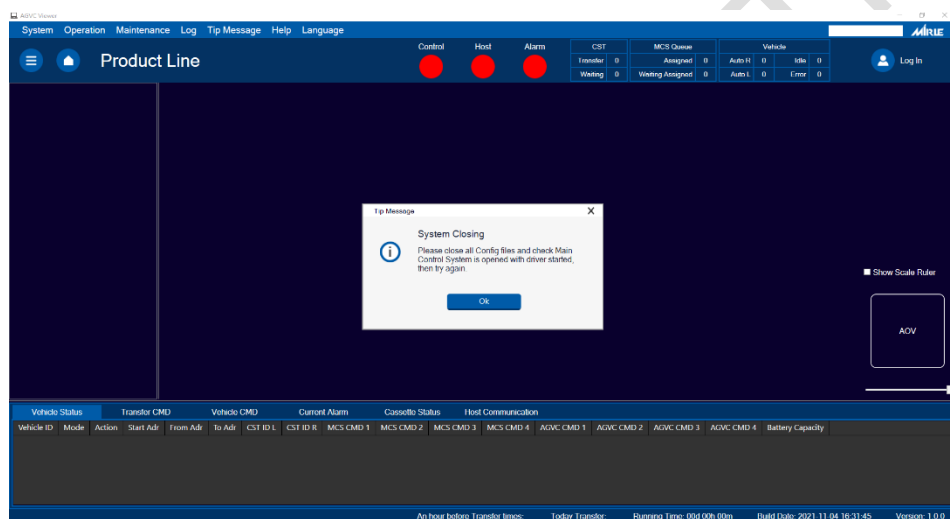 AGVC Viewer
System Operation Maintenance Log Tip Message Help Language
MiRLE
Product Line
Control Host Alarm
CST MCS Queue Vehicle
Transfer 0 Assigned 0 Auto R 0 Idle 0
Waiting 0 Waiting Assigned 0 Auto L 0 Error 0
Log In
Tip Message X
System Closing
Please close all Config files and check Main
Control System is opened with driver started,
then try again.
Ok
Show Scale Ruler
AOV
Vehicle Status Transfer CMD Vehicle CMD Current Alarm Cassette Status Host Communication
Vehicle ID Mode Action Start Adr From Adr To Adr CST ID L CST ID R MCS CMD 1 MCS CMD 2 MCS CMD 3 MCS CMD 4 AGVC CMD 1 AGVC CMD 2 AGVC CMD 3 AGVC CMD 4 Battery Capacity
An hour before Transfer times: Today Transfer: Running Time: 00d 00h 00m Build Date: 2021-11-04 16:31:45 Version: 1.0.0